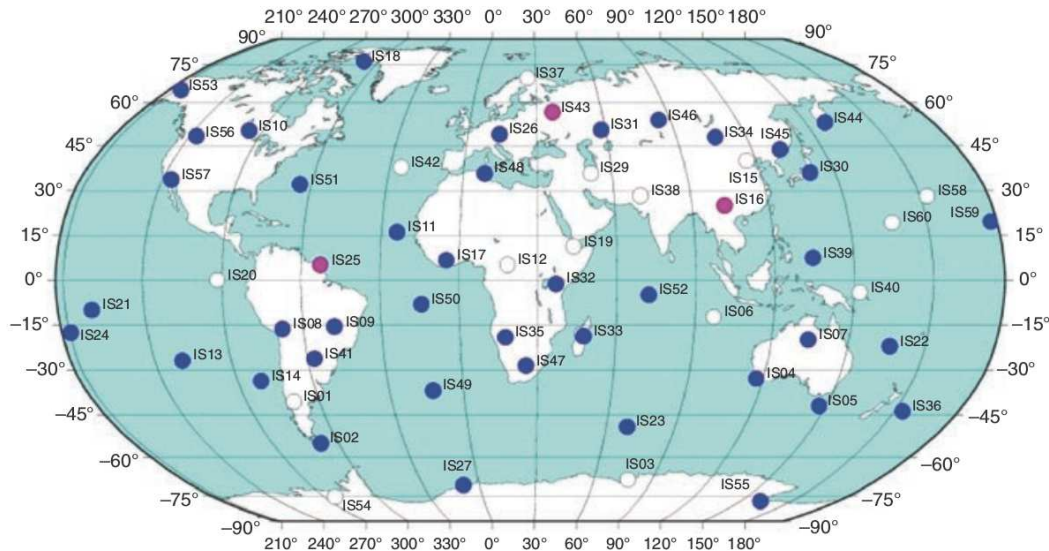 210° 240° 270° 300° 330° 0° 30° 60° 90° 120° 150° 180°
90° 90°
75° IS18 IS37 75°
IS53
60° IS43 60°
IS56 IS10 IS26 IS31 IS46 IS34 IS45 IS44
45° 45°
IS42 IS48 IS29 IS15 IS30
IS57 IS51 IS38 IS58
30° IS16 30°
IS59
IS11 IS60
15° IS19 15°
IS25 IS17 IS12 IS39
0° IS20 IS32 0°
IS21 IS50 IS52 IS40
IS06
−15° IS24 IS08 IS09 IS35 IS33 IS07 −15°
IS13 IS41 IS47 IS22
−30° IS14 IS04 −30°
IS01 IS49 IS05 IS36
−45° −45°
IS02 IS23
−60° IS27 IS03 −60°
IS55
−75° IS54 −75°
−90° −90°
210° 240° 270° 300° 330° 0° 30° 60° 90° 120° 150° 180°